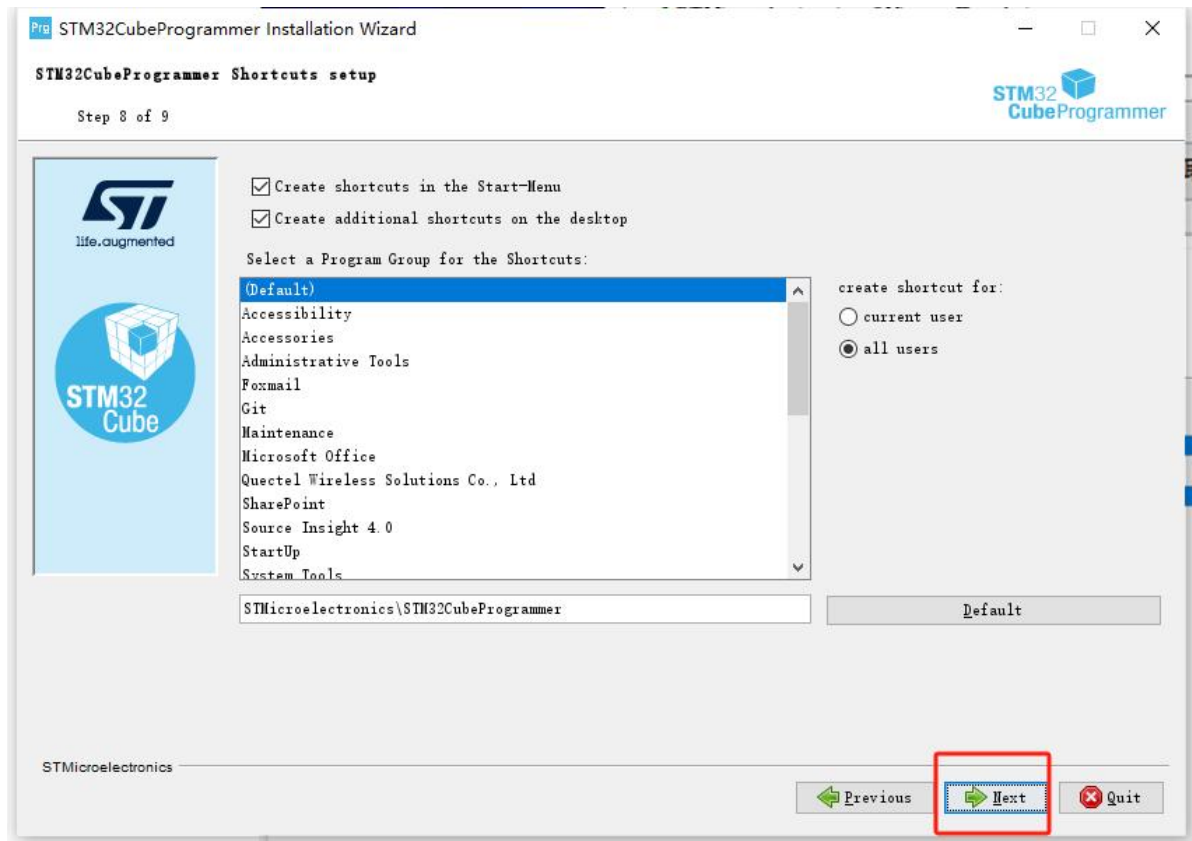 Prg STM32CubeProgrammer Installation Wizard
STM32CubeProgrammer Shortcuts setup
Step 8 of 9
STM32
CubeProgrammer
ST
life.augmented
STM32
Cube
Create shortcuts in the Start-Menu
Create additional shortcuts on the desktop
Select a Program Group for the Shortcuts:
(Default)
Accessibility
Accessories
Administrative Tools
Foxmail
Git
Maintenance
Microsoft Office
Quectel Wireless Solutions Co., Ltd
SharePoint
Source Insight 4.0
StartUp
System Tools
create shortcut for:
current user
all users
STMicroelectronics\STM32CubeProgrammer
Default
STMicroelectronics
Previous
Next
Quit